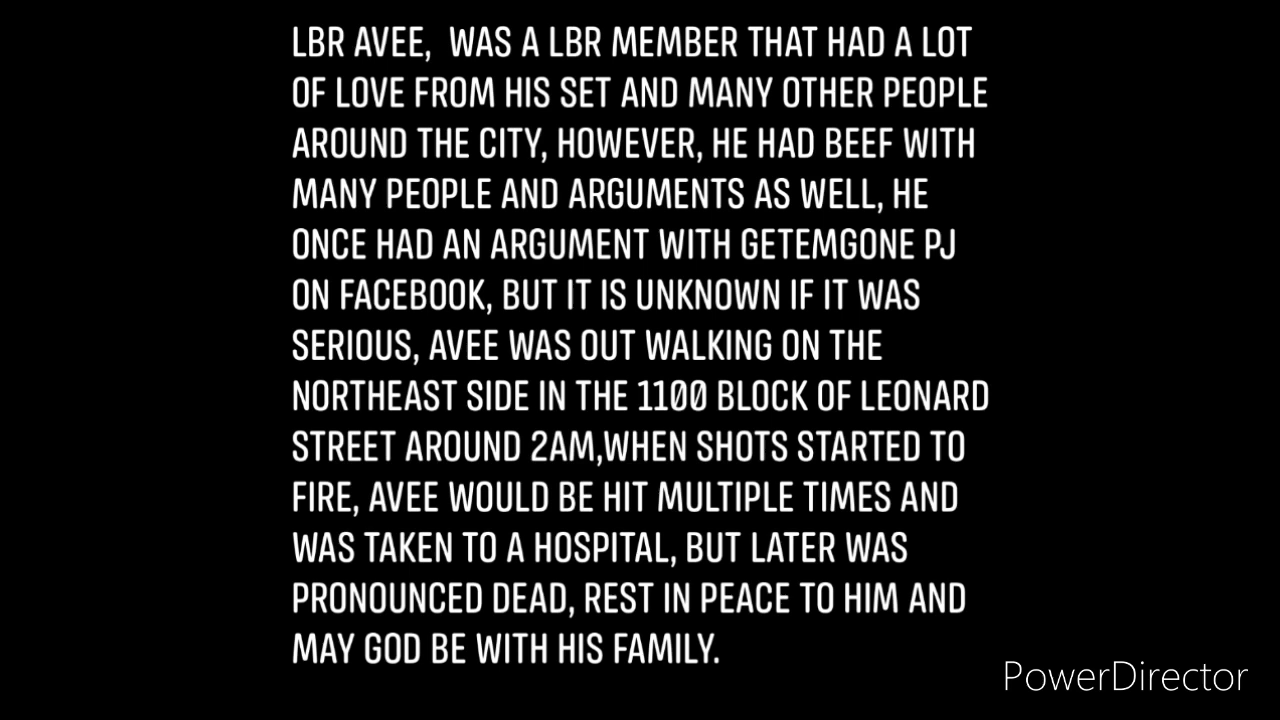 LBR AVEE,  WAS A LBR MEMBER THAT HAD A LOT
OF LOVE FROM HIS SET AND MANY OTHER PEOPLE
AROUND THE CITY, HOWEVER, HE HAD BEEF WITH
MANY PEOPLE AND ARGUMENTS AS WELL, HE
ONCE HAD AN ARGUMENT WITH GETEMGONE PJ
ON FACEBOOK, BUT IT IS UNKNOWN IF IT WAS
SERIOUS, AVEE WAS OUT WALKING ON THE
NORTHEAST SIDE IN THE 1100 BLOCK OF LEONARD
STREET AROUND 2AM,WHEN SHOTS STARTED TO
FIRE, AVEE WOULD BE HIT MULTIPLE TIMES AND
WAS TAKEN TO A HOSPITAL, BUT LATER WAS
PRONOUNCED DEAD, REST IN PEACE TO HIM AND
MAY GOD BE WITH HIS FAMILY.
PowerDirector